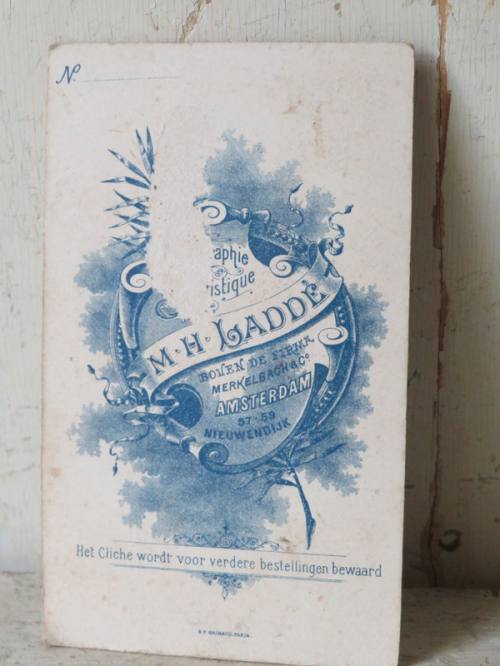 No.
aphie
istique
M. H. LADDÉ
BOVEN DE FIRMA
MERKELBACH & Co
AMSTERDAM
57-59
NIEUWENDIJK
Het Cliche wordt voor verdere bestellingen bewaard